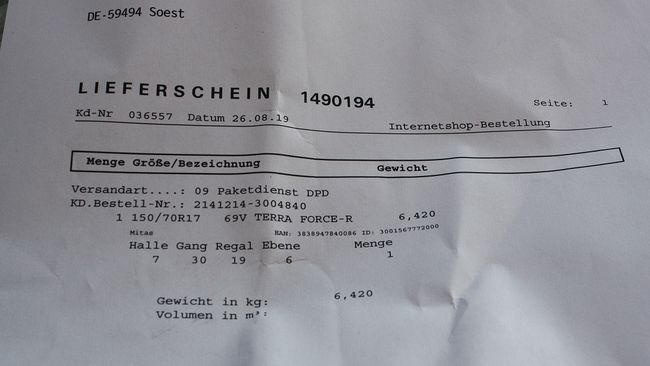 DE-59494 Soest
LIEFERSCHEIN 1490194
Seite: 1
Kd-Nr 036557 Datum 26.08.19
Internetshop-Bestellung
Menge Größe/Bezeichnung Gewicht
Versandart....: 09 Paketdienst DPD
KD.Bestell-Nr.: 2141214-3004840
1 150/70R17 69V TERRA FORCE-R 6,420
Mitas EAN: 3838947840086 ID: 3001567772000
Halle Gang Regal Ebene Menge
7 30 19 6 1
Gewicht in kg: 6,420
Volumen in m³: